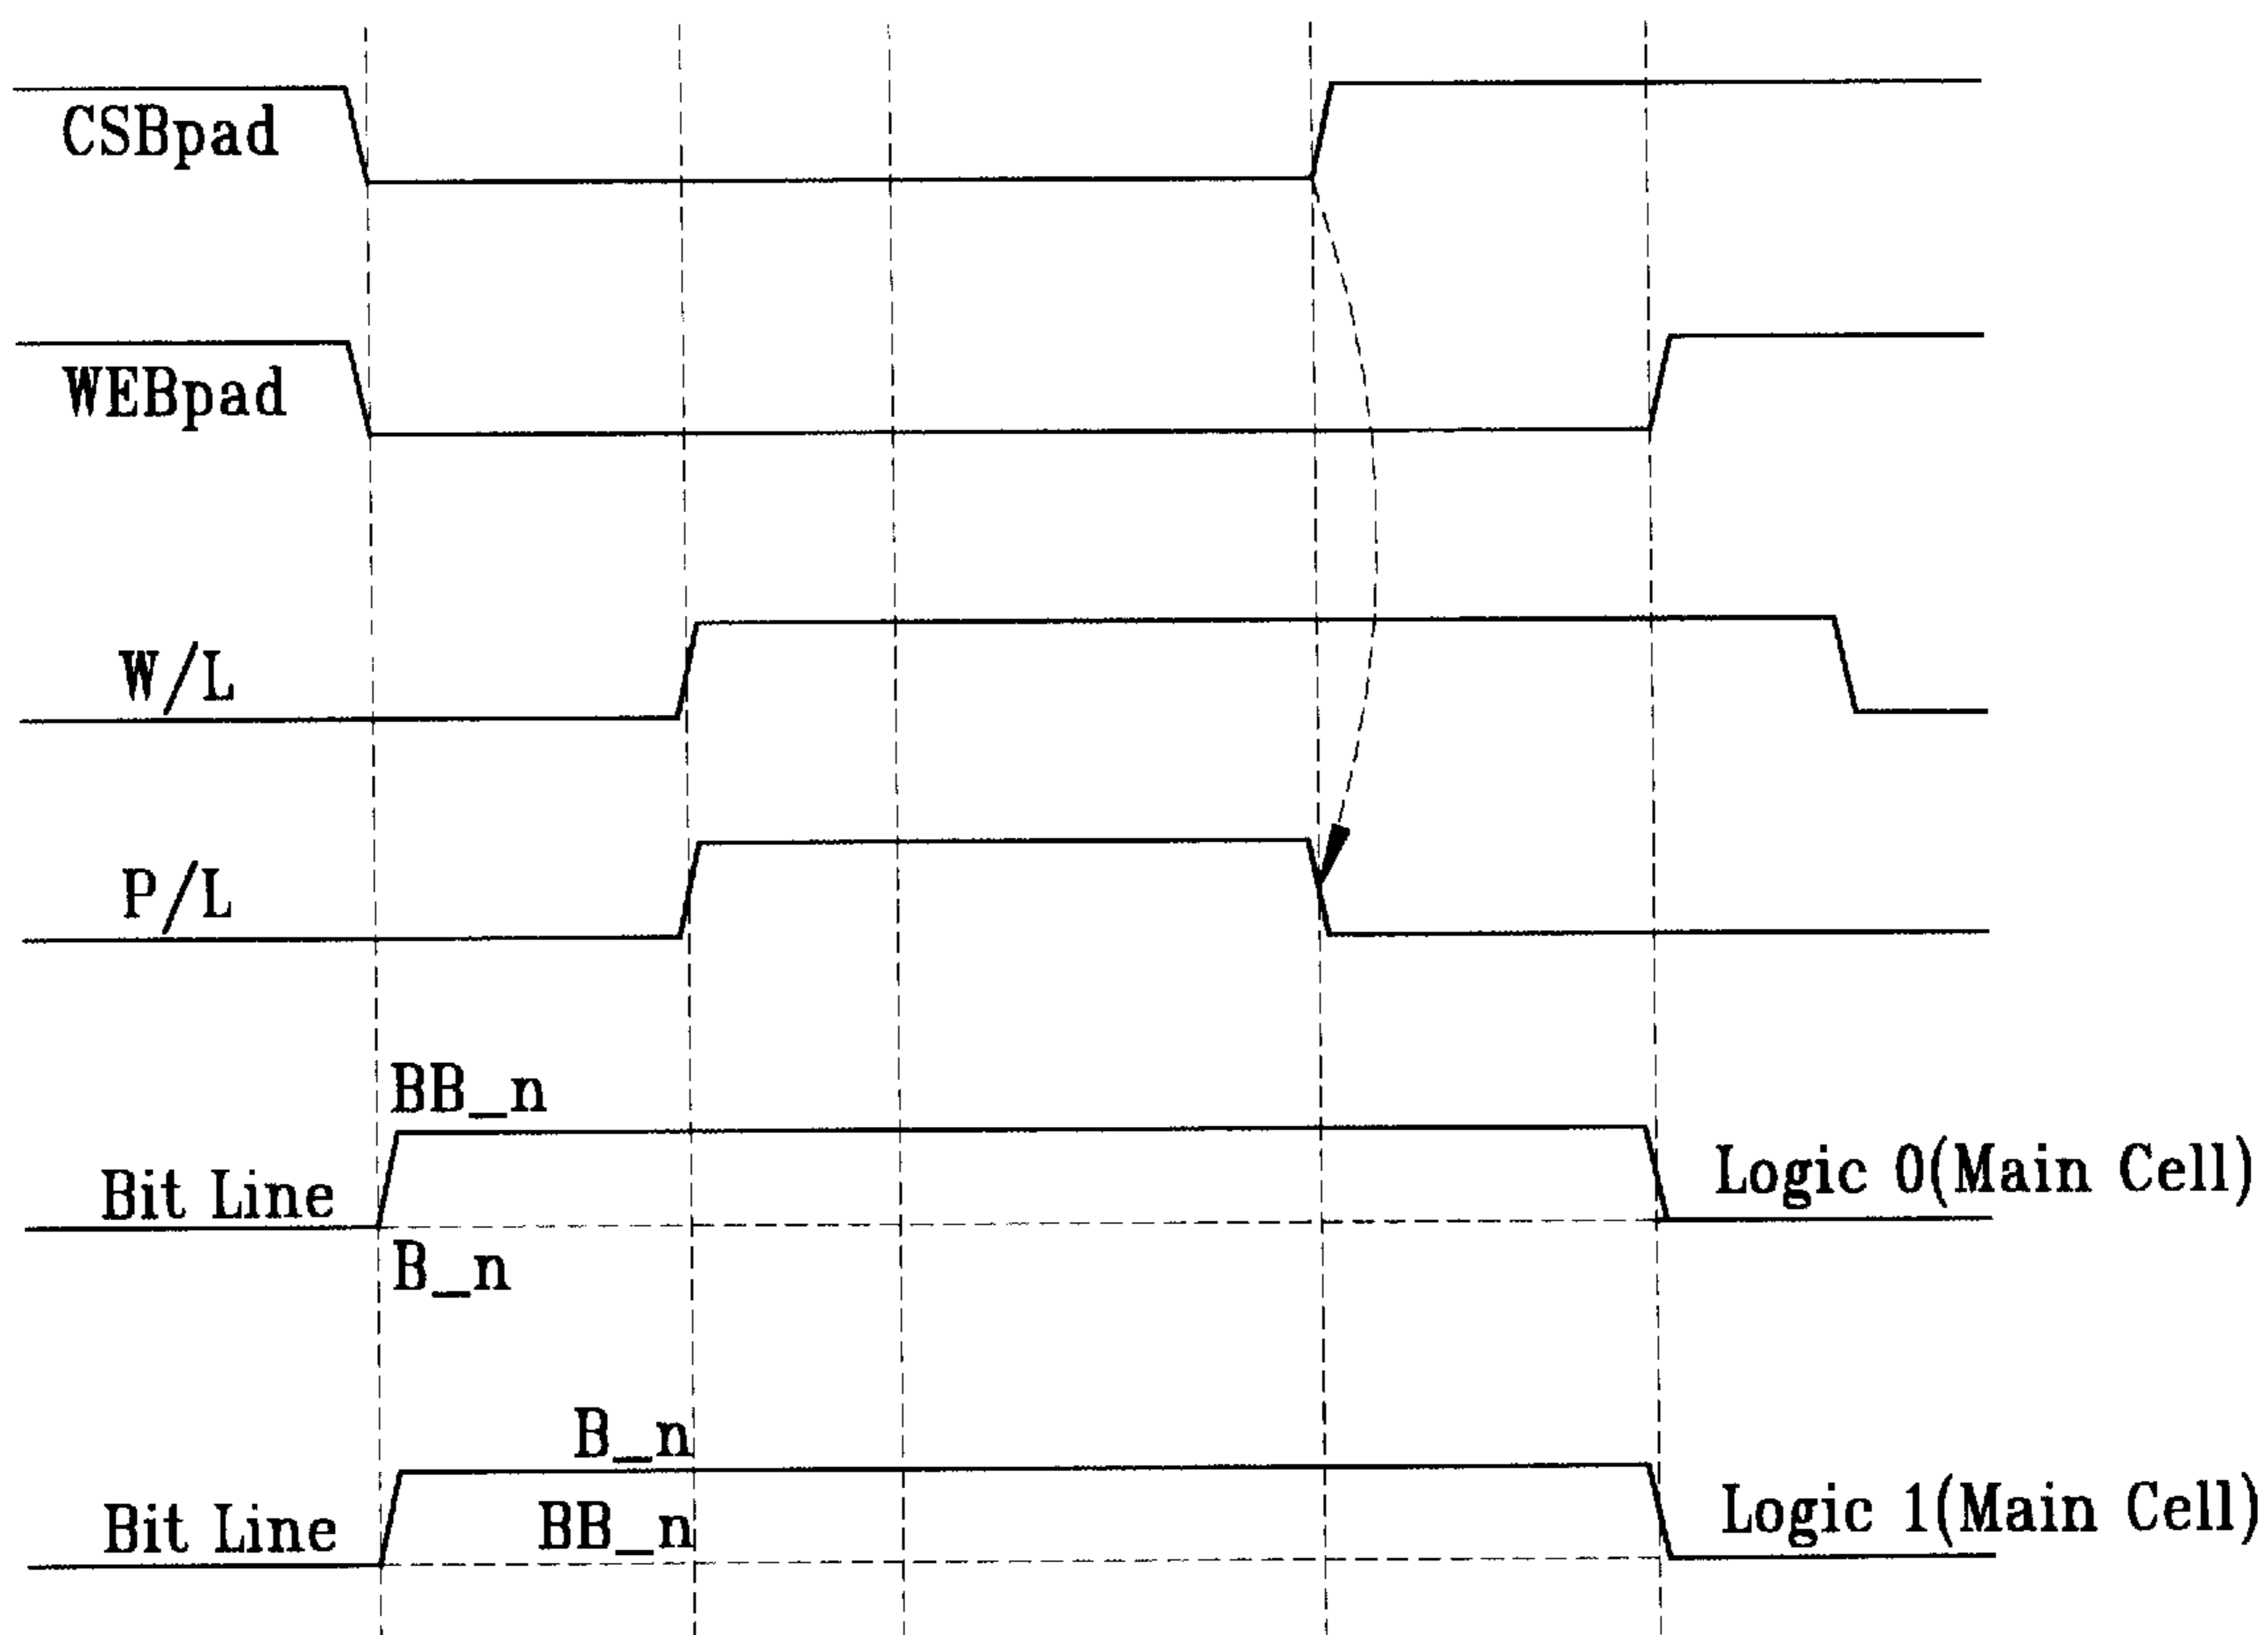 CSBpad
WEBpad
W/L
P/L
BB_n
Bit Line
Logic 0(Main Cell)
B_n
B_n
Bit Line
BB_n
Logic 1(Main Cell)